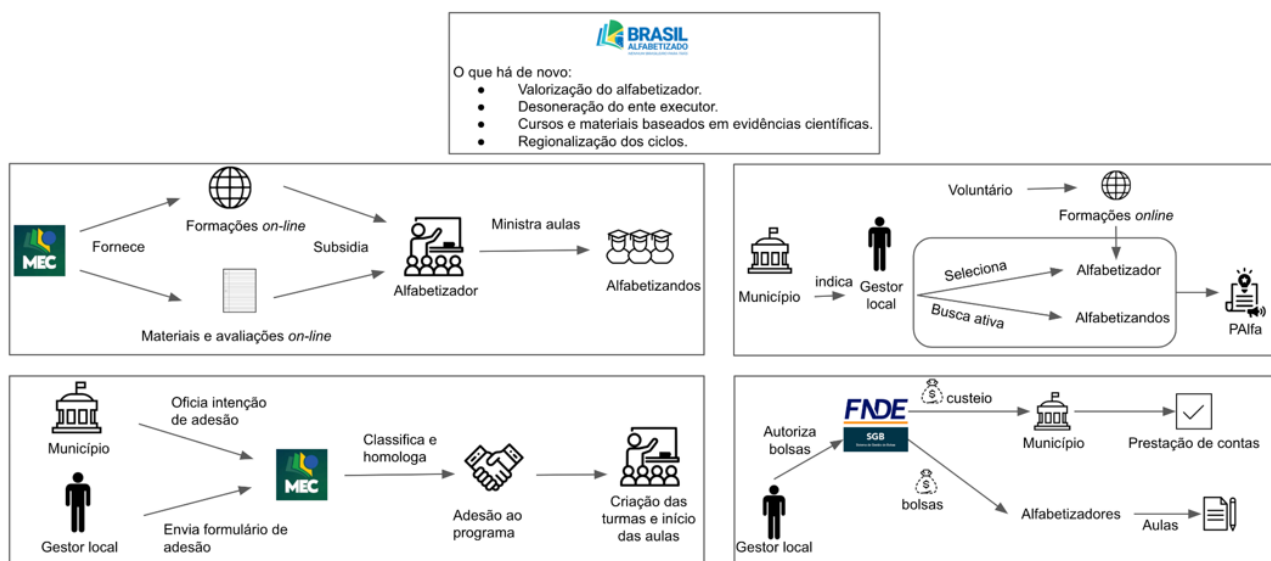 BRASIL
ALFABETIZADO
O que há de novo:
● Valorização do alfabetizador.
● Desoneração do ente executor.
● Cursos e materiais baseados em evidências científicas.
● Regionalização dos ciclos.
MEC
Fornece
Formações on-line
Materiais e avaliações on-line
Subsidia
Alfabetizador
Ministra aulas
Alfabetizandos
Voluntário
Formações online
Município
indica
Gestor
local
Seleciona
Busca ativa
Alfabetizador
Alfabetizandos
PAlfa
Município
Oficia intenção
de adesão
Gestor local
Envia formulário de
adesão
MEC
Classifica e
homologa
Adesão ao
programa
Criação das
turmas e início
das aulas
Gestor local
Autoriza
bolsas
FNDE
SGB
custeio
Município
Prestação de contas
bolsas
Alfabetizadores
Aulas